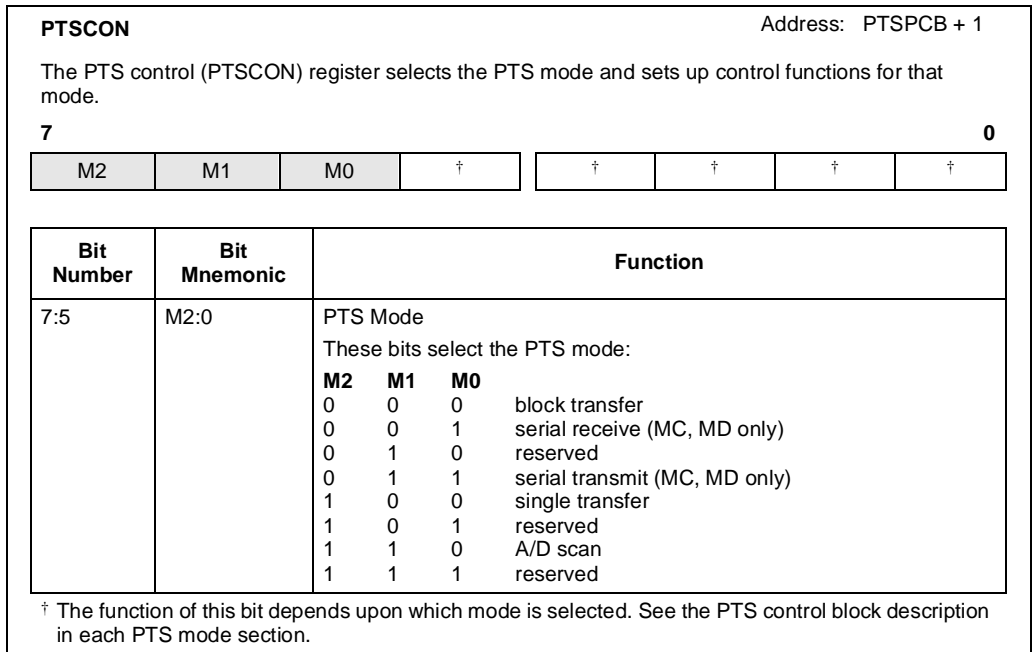 PTSCON Address: PTSPCB + 1
The PTS control (PTSCON) register selects the PTS mode and sets up control functions for that
mode.
7 0
M2 M1 M0 † † † † †
Bit Number Bit Mnemonic Function
7:5 M2:0 PTS Mode
These bits select the PTS mode:
M2 M1 M0
0 0 0 block transfer
0 0 1 serial receive (MC, MD only)
0 1 0 reserved
0 1 1 serial transmit (MC, MD only)
1 0 0 single transfer
1 0 1 reserved
1 1 0 A/D scan
1 1 1 reserved
† The function of this bit depends upon which mode is selected. See the PTS control block description
in each PTS mode section.